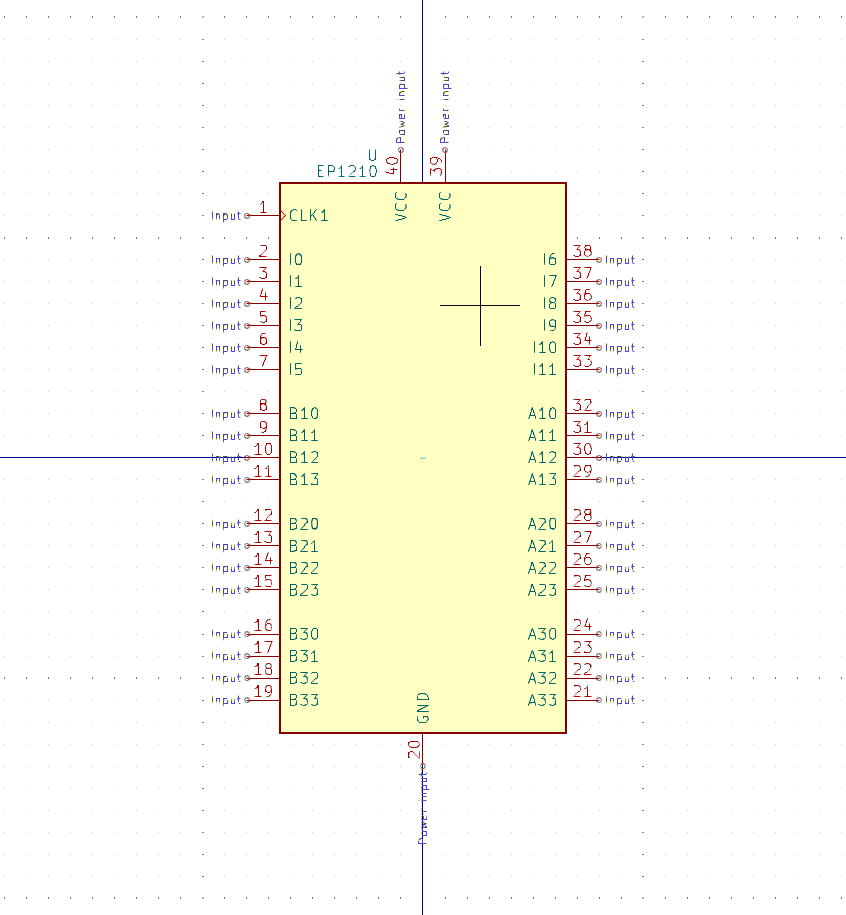 Power input Power input
U
EP1210 40 39
VCC VCC
Input 1 CLK1
Input 2 I0 I6 38 Input
Input 3 I1 I7 37 Input
Input 4 I2 I8 36 Input
Input 5 I3 I9 35 Input
Input 6 I4 I10 34 Input
Input 7 I5 I11 33 Input
Input 8 B10 A10 32 Input
Input 9 B11 A11 31 Input
Input 10 B12 ~ A12 30 Input
Input 11 B13 A13 29 Input
Input 12 B20 A20 28 Input
Input 13 B21 A21 27 Input
Input 14 B22 A22 26 Input
Input 15 B23 A23 25 Input
Input 16 B30 A30 24 Input
Input 17 B31 A31 23 Input
Input 18 B32 A32 22 Input
Input 19 B33 A33 21 Input
GND
20
Power input